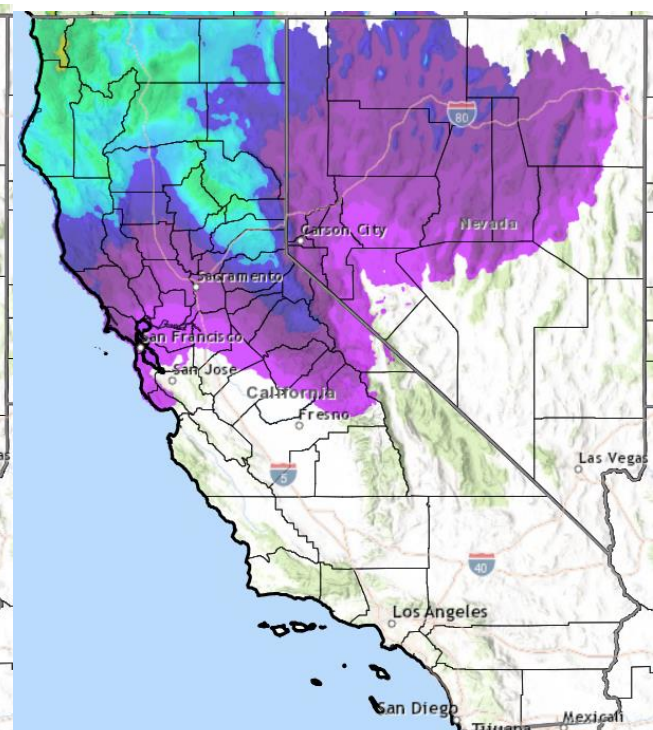 80
Nevada
Carson City
Sacramento
San Francisco
San Jose
California
Fresno
Las Vegas
5
40
Los Angeles
San Diego
Mexicali
Tijuana